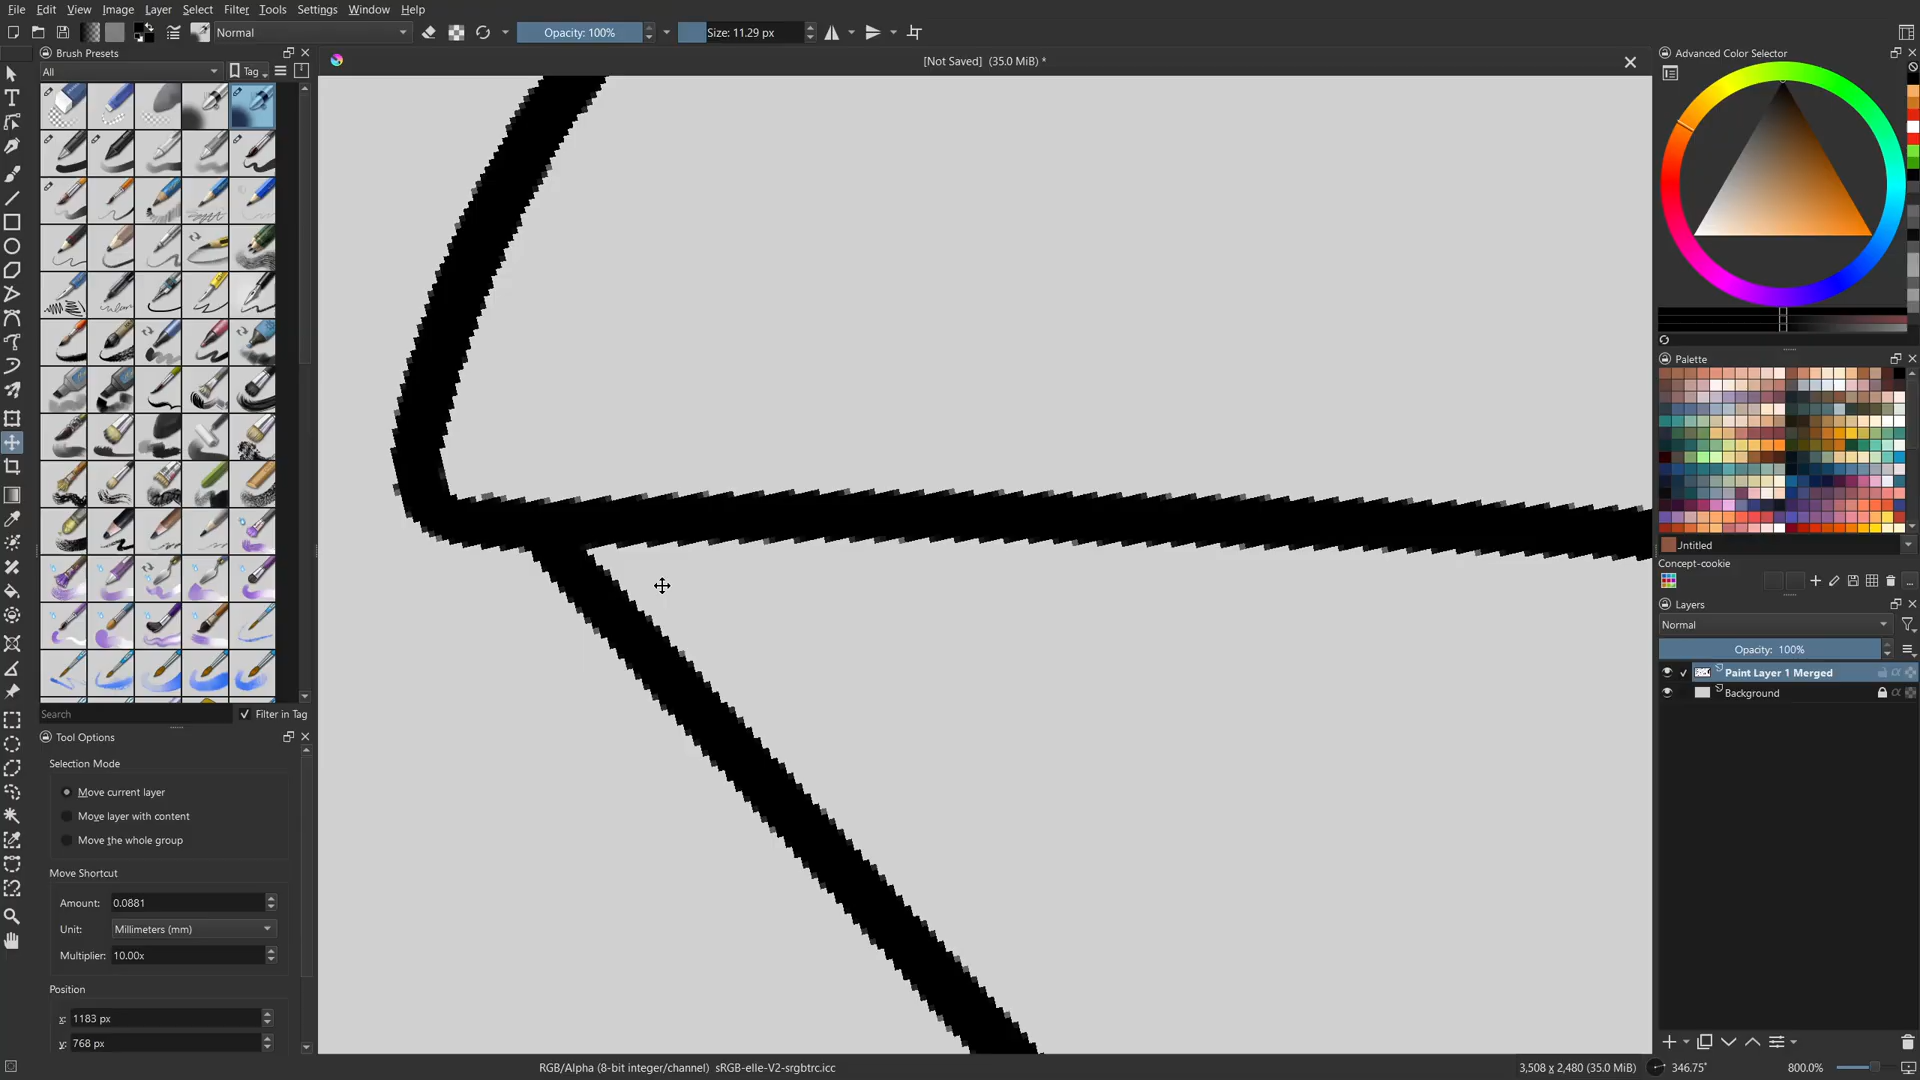 File Edit View Image Layer Select Filter Tools Settings Window Help
Normal Opacity: 100% Size: 11.29 px
Brush Presets
[Not Saved] (35.0 MiB) *
Advanced Color Selector
All Tag
Palette
Untitled
Concept-cookie
...
Layers
Normal
Opacity: 100%
Paint Layer 1 Merged
Background
Search Filter in Tag
Tool Options
Selection Mode
Move current layer
Move layer with content
Move the whole group
Move Shortcut
Amount: 0.0881
Unit: Millimeters (mm)
Multiplier: 10.00x
Position
x: 1183 px
y: 768 px
RGB/Alpha (8-bit integer/channel) sRGB-elle-V2-srgbtrc.icc 3,508 x 2,480 (35.0 MiB) 346.75° 800.0%